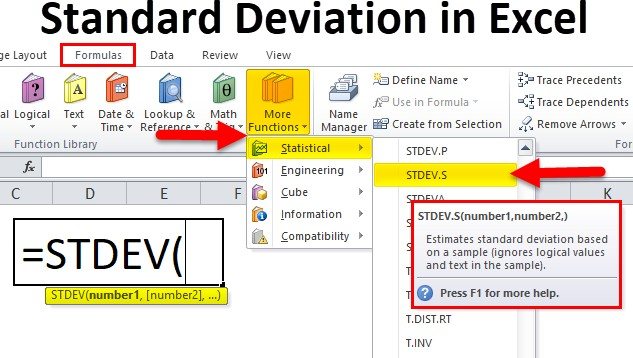 Standard Deviation in Excel
ge Layout Formulas Data Review View
Logical Text Date & Time Lookup & Reference Math More Functions
Name Manager
Define Name
Use in Formula
Create from Selection
Trace Precedents
Trace Dependents
Remove Arrows
Function Library
fx
C D E F K
Statistical
Engineering
Cube
Information
Compatibility
STDEV.P
STDEV.S
STDEVA
T.DIST.RT
T.INV
=STDEV(
STDEV(number1, [number2], ...)
STDEV.S(number1,number2,)
Estimates standard deviation based
on a sample (ignores logical values
and text in the sample).
Press F1 for more help.